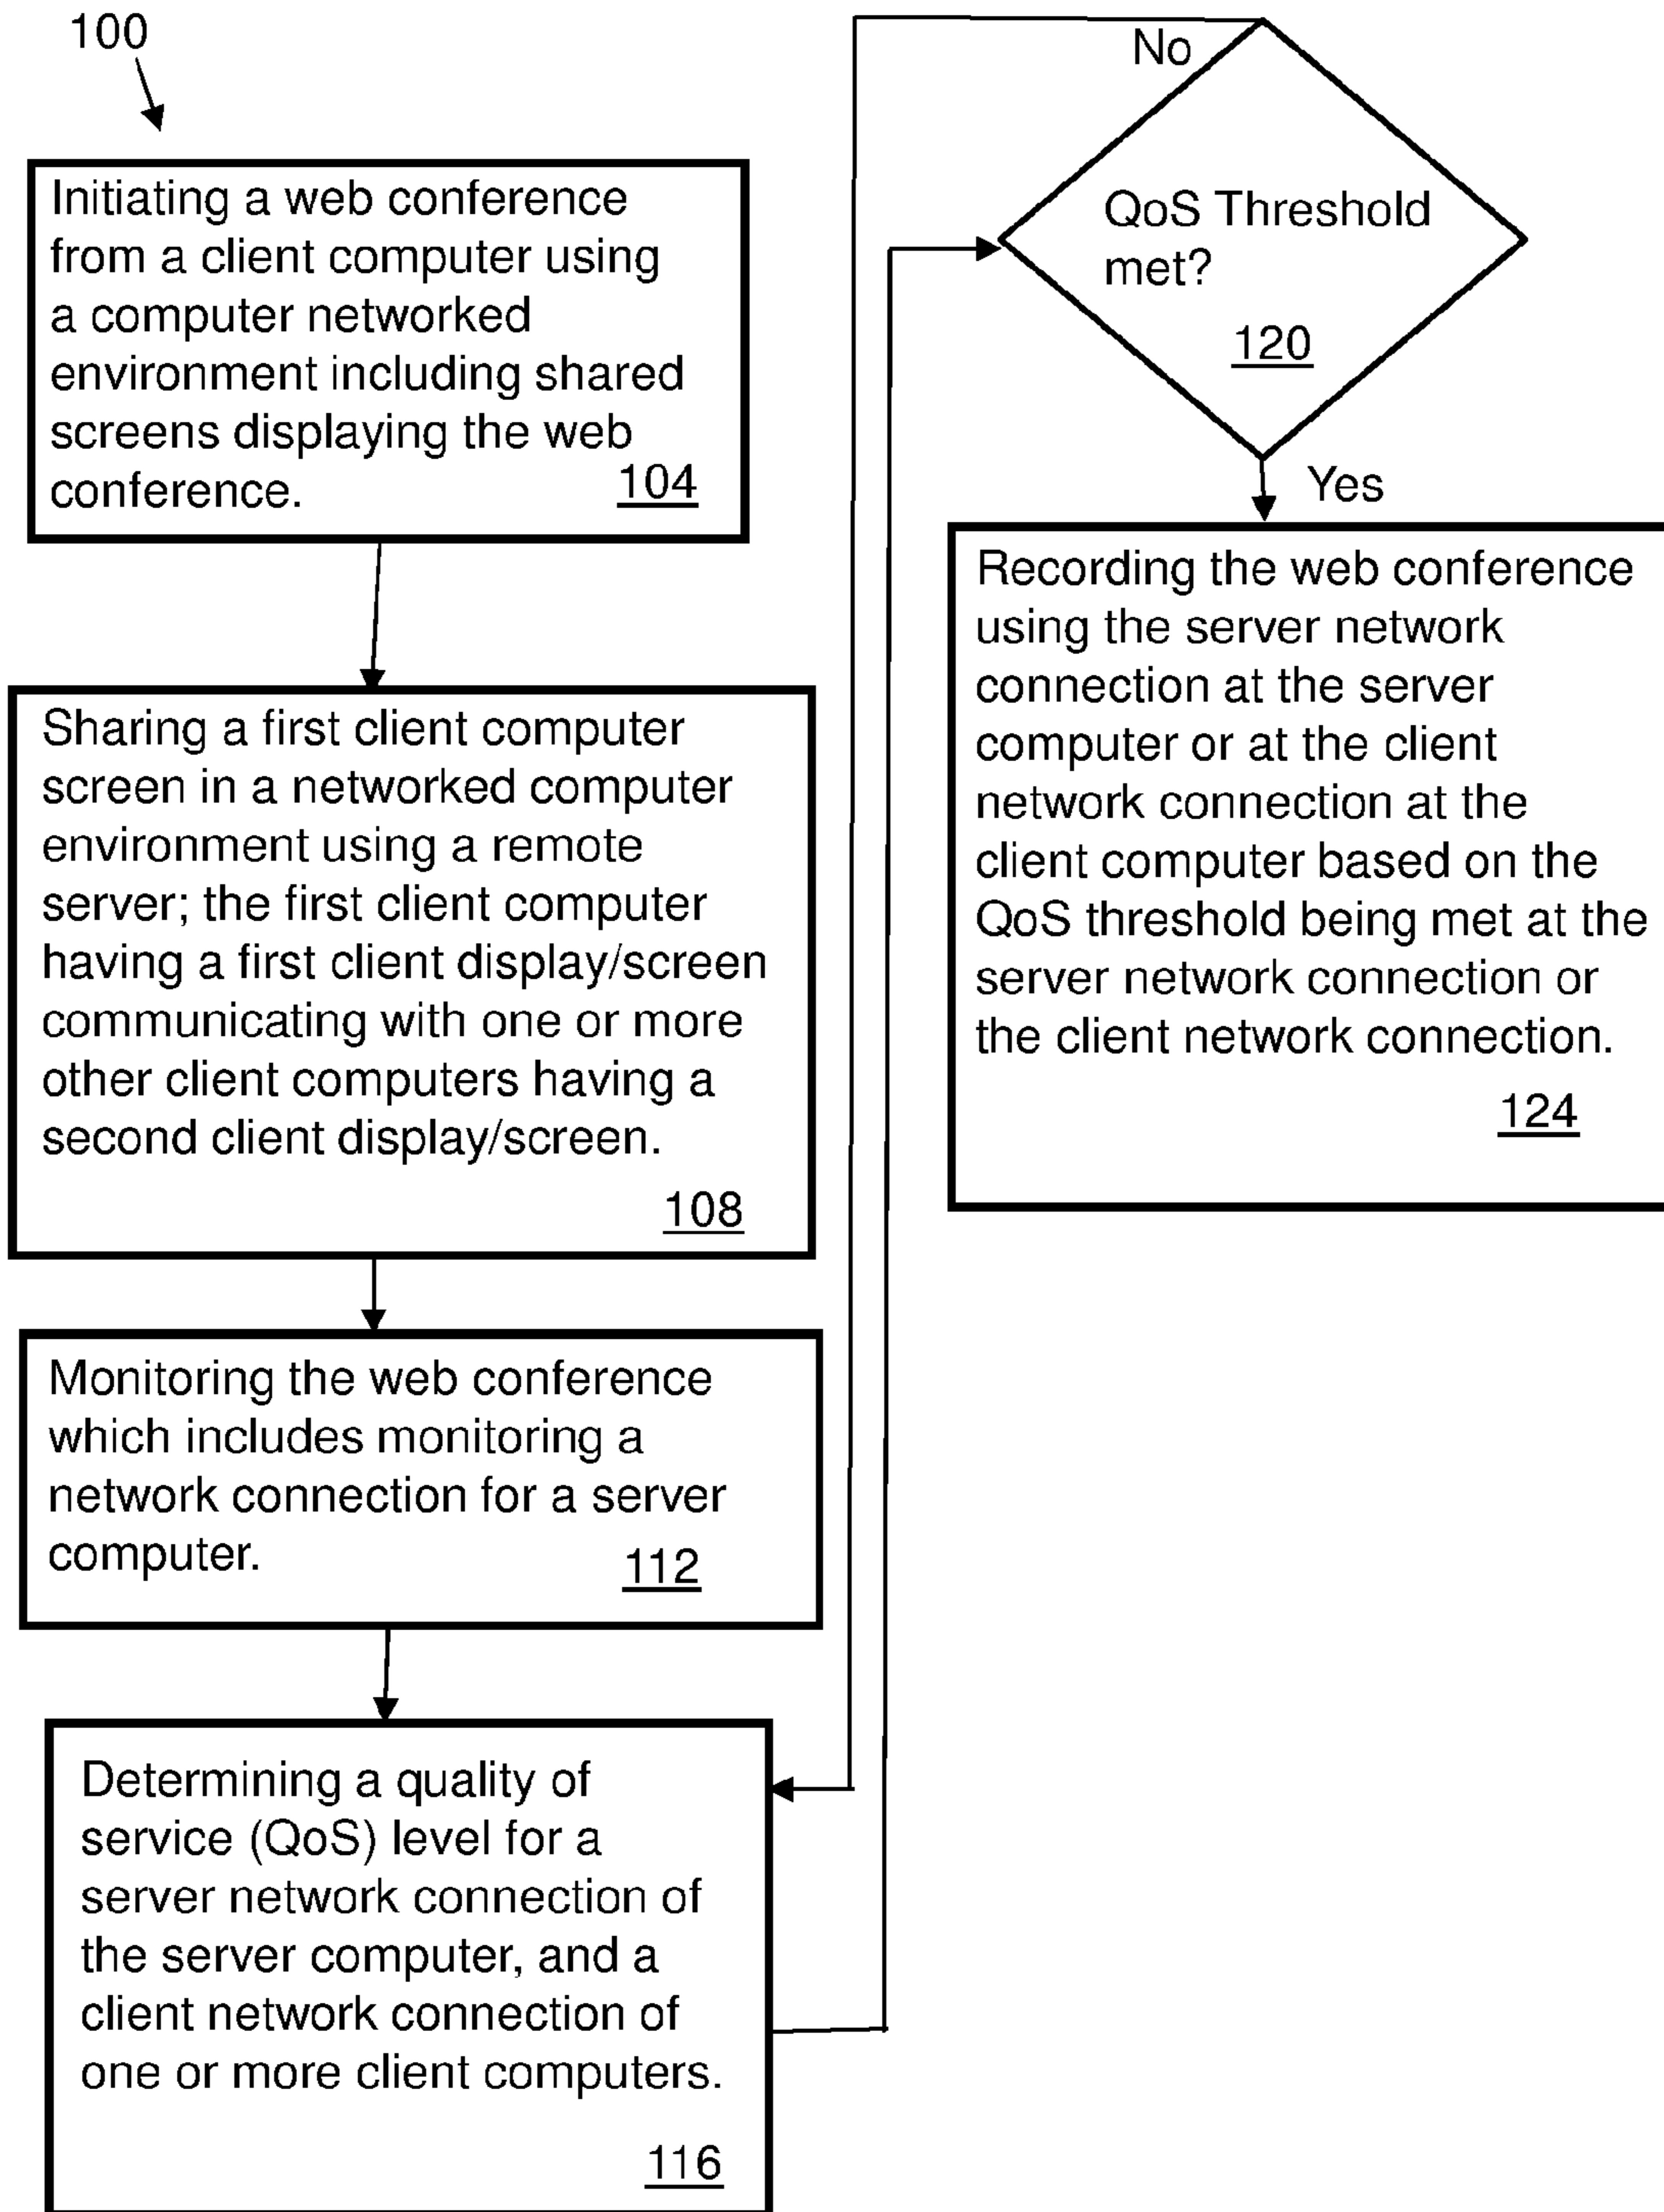 100
Initiating a web conference
from a client computer using
a computer networked
environment including shared
screens displaying the web
conference. 104
Sharing a first client computer
screen in a networked computer
environment using a remote
server; the first client computer
having a first client display/screen
communicating with one or more
other client computers having a
second client display/screen.
108
Monitoring the web conference
which includes monitoring a
network connection for a server
computer. 112
Determining a quality of
service (QoS) level for a
server network connection of
the server computer, and a
client network connection of
one or more client computers.
116
No
QoS Threshold
met?
120
Yes
Recording the web conference
using the server network
connection at the server
computer or at the client
network connection at the
client computer based on the
QoS threshold being met at the
server network connection or
the client network connection.
124